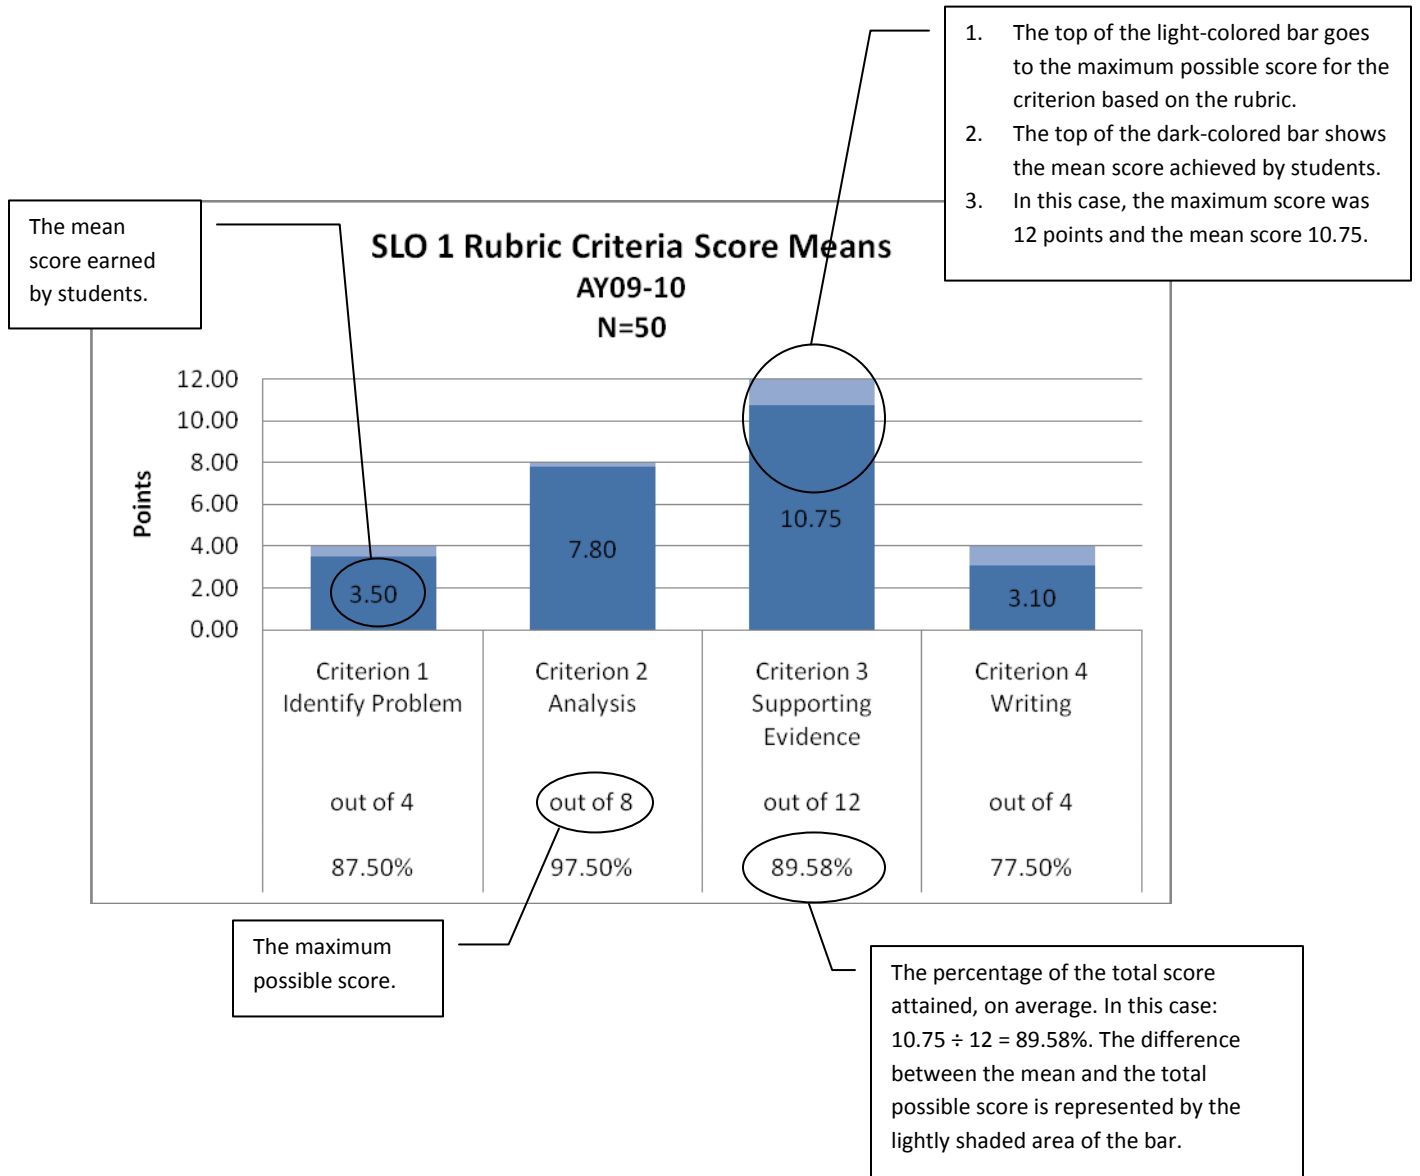 1. The top of the light-colored bar goes
to the maximum possible score for the
criterion based on the rubric.
2. The top of the dark-colored bar shows
the mean score achieved by students.
3. In this case, the maximum score was
12 points and the mean score 10.75.
The mean
score earned
by students.
SLO 1 Rubric Criteria Score Means
AY09-10
N=50
Points
12.00
10.00
8.00
6.00
4.00
2.00
0.00
3.50
7.80
10.75
3.10
Criterion 1
Identify Problem
out of 4
87.50%
Criterion 2
Analysis
out of 8
97.50%
Criterion 3
Supporting
Evidence
out of 12
89.58%
Criterion 4
Writing
out of 4
77.50%
The maximum
possible score.
The percentage of the total score
attained, on average. In this case:
10.75 ÷ 12 = 89.58%. The difference
between the mean and the total
possible score is represented by the
lightly shaded area of the bar.